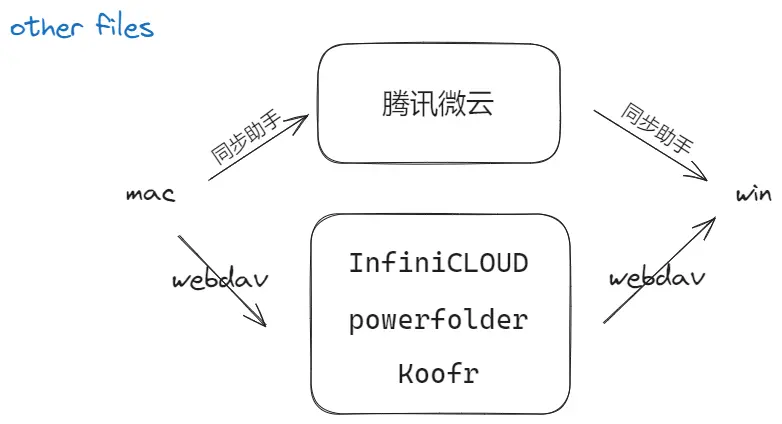 other files
腾讯微云
同步助手
同步助手
mac
win
InfiniCLOUD
webdav
webdav
powerfolder
Koofr